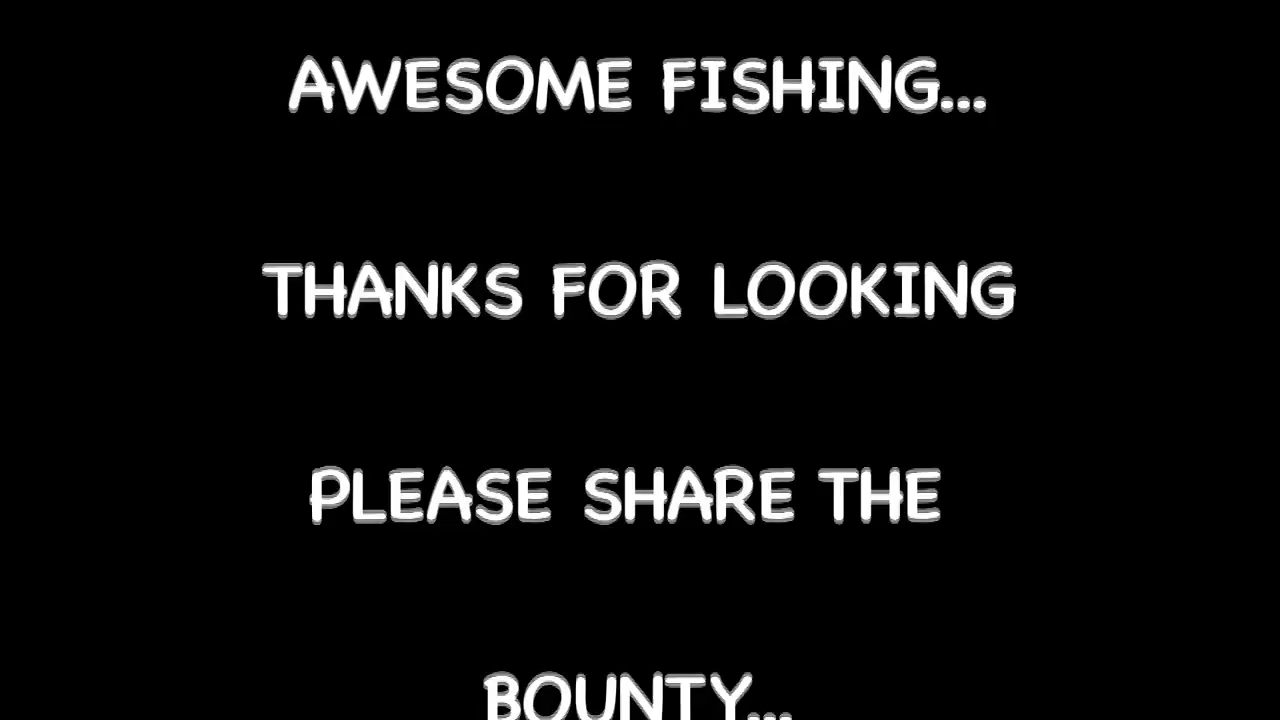 AWESOME FISHING...
THANKS FOR LOOKING
PLEASE SHARE THE
BOUNTY...